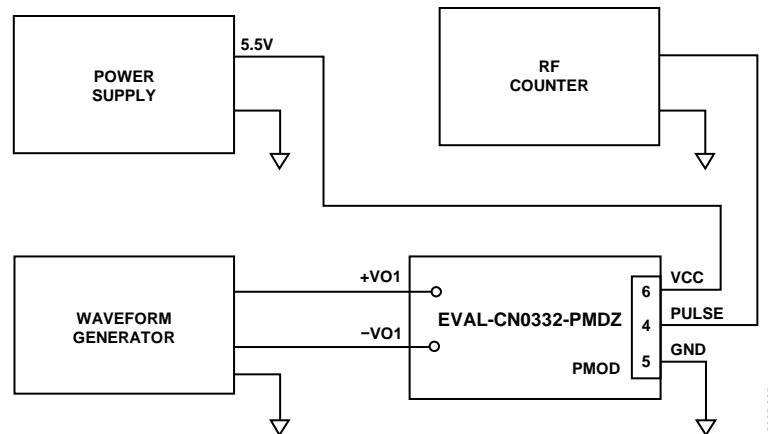 5.5V
POWER
SUPPLY
RF
COUNTER
+VO1
VCC
6
EVAL-CN0332-PMDZ
PULSE
4
WAVEFORM
GENERATOR
−VO1
GND
PMOD
5